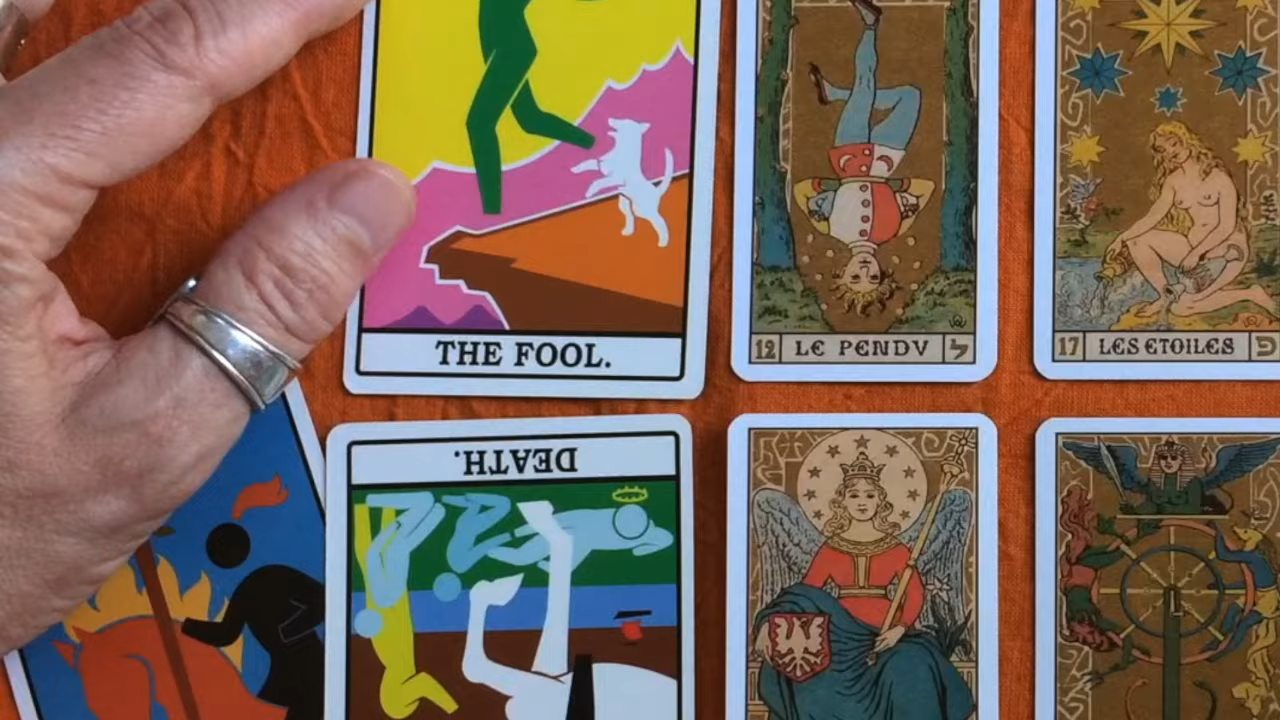 THE FOOL.
12 LE PENDV ל
17 LES ETOILES פ
DEATH.